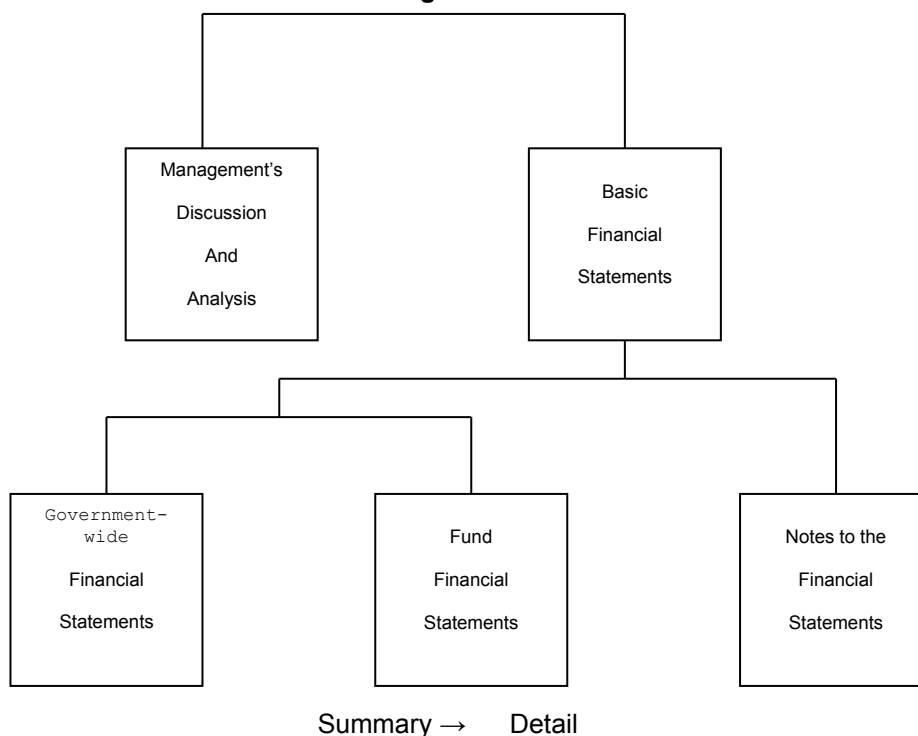 Management’s
Discussion
And
Analysis
Basic
Financial
Statements
Government-
wide
Financial
Statements
Fund
Financial
Statements
Notes to the
Financial
Statements
Summary → Detail